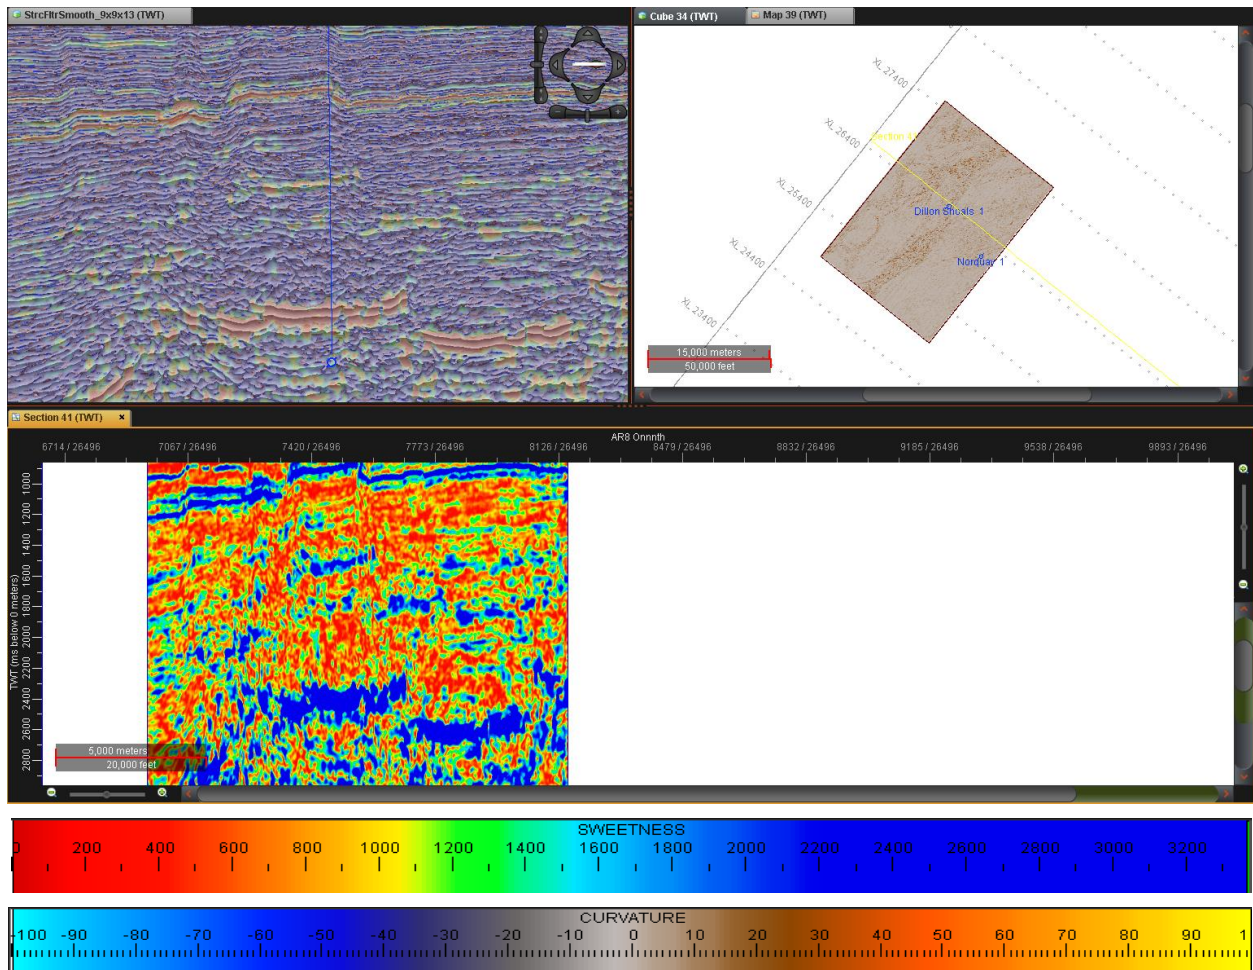 StrcFltrSmooth_9x9x13 (TWT)
Cube 34 (TWT)
Map 39 (TWT)
XL 27400
XL 26400
XL 25400
XL 24400
XL 23400
Dillon Shoals 1
Norquay 1
15,000 meters
50,000 feet
Section 41 (TWT)
6714 / 26496
7067 / 26496
7420 / 26496
7773 / 26496
8126 / 26496
8479 / 26496
8832 / 26496
9185 / 26496
9538 / 26496
9893 / 26496
TWT (ms below 0 meters)
1000
1200
1400
1600
1800
2000
2200
2400
2600
2800
5,000 meters
20,000 feet
SWEETNESS
0 200 400 600 800 1000 1200 1400 1600 1800 2000 2200 2400 2600 2800 3000 3200
CURVATURE
-100 -90 -80 -70 -60 -50 -40 -30 -20 -10 0 10 20 30 40 50 60 70 80 90 1